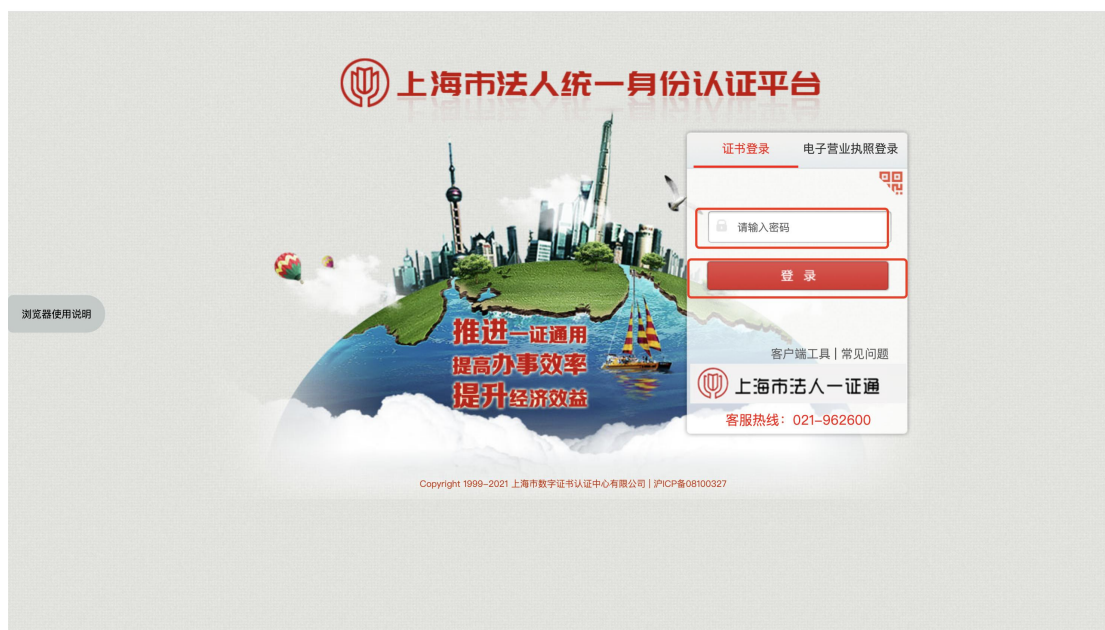 上海市法人统一身份认证平台
证书登录 电子营业执照登录
请输入密码
登 录
浏览器使用说明
推进一证通用
提高办事效率
提升经济效益
客户端工具 | 常见问题
上海市法人一证通
客服热线：021-962600
Copyright 1999-2021 上海市数字证书认证中心有限公司 | 沪ICP备08100327